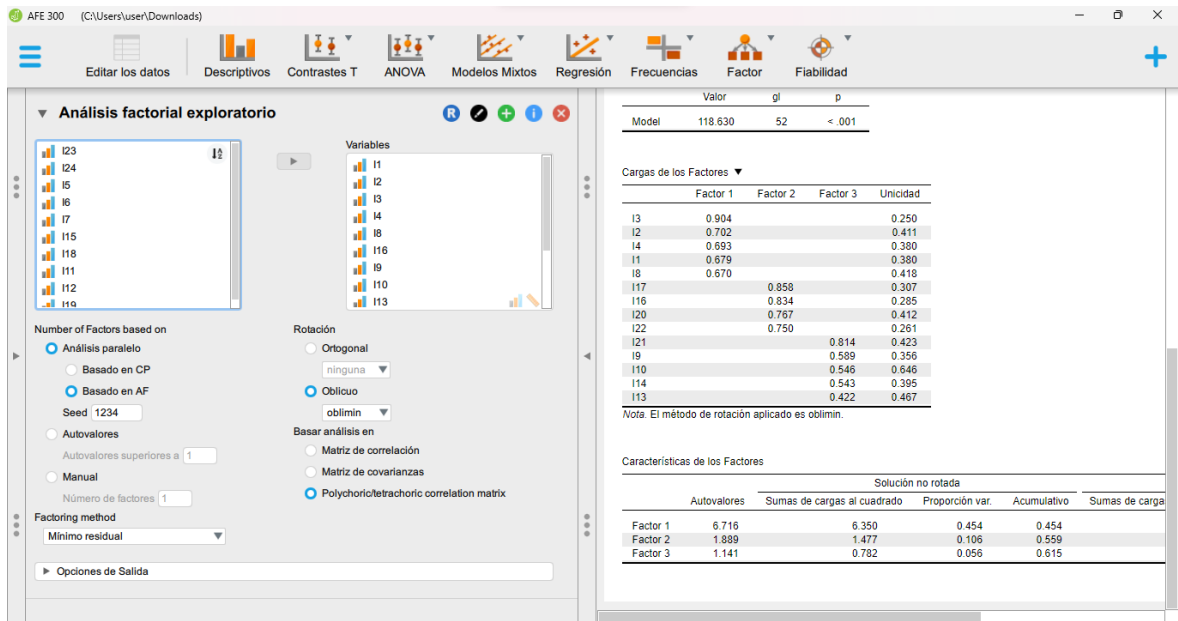 AFE 300 (C:\Users\user\Downloads)
Editar los datos Descriptivos Contrastes T ANOVA Modelos Mixtos Regresión Frecuencias Factor Fiabilidad
Análisis factorial exploratorio
R
I23
I24
I5
I6
I7
I15
I18
I11
I12
I19
Variables
I1
I2
I3
I4
I8
I16
I9
I10
I13
Number of Factors based on
Análisis paralelo
Basado en CP
Basado en AF
Seed 1234
Autovalores
Autovalores superiores a 1
Manual
Número de factores 1
Factoring method
Mínimo residual
Rotación
Ortogonal
ninguna
Oblicuo
oblimin
Basar análisis en
Matriz de correlación
Matriz de covarianzas
Polychoric/tetrachoric correlation matrix
Opciones de Salida
Valor gl p
Model 118.630 52 < .001
Cargas de los Factores
Factor 1 Factor 2 Factor 3 Unicidad
I3 0.904 0.250
I2 0.702 0.411
I4 0.693 0.380
I1 0.679 0.380
I8 0.670 0.418
I17 0.858 0.307
I16 0.834 0.285
I20 0.767 0.412
I22 0.750 0.261
I21 0.814 0.423
I9 0.589 0.356
I10 0.546 0.646
I14 0.543 0.395
I13 0.422 0.467
Nota. El método de rotación aplicado es oblimin.
Características de los Factores
Solución no rotada
Autovalores Sumas de cargas al cuadrado Proporción var. Acumulativo Sumas de carga
Factor 1 6.716 6.350 0.454 0.454
Factor 2 1.889 1.477 0.106 0.559
Factor 3 1.141 0.782 0.056 0.615